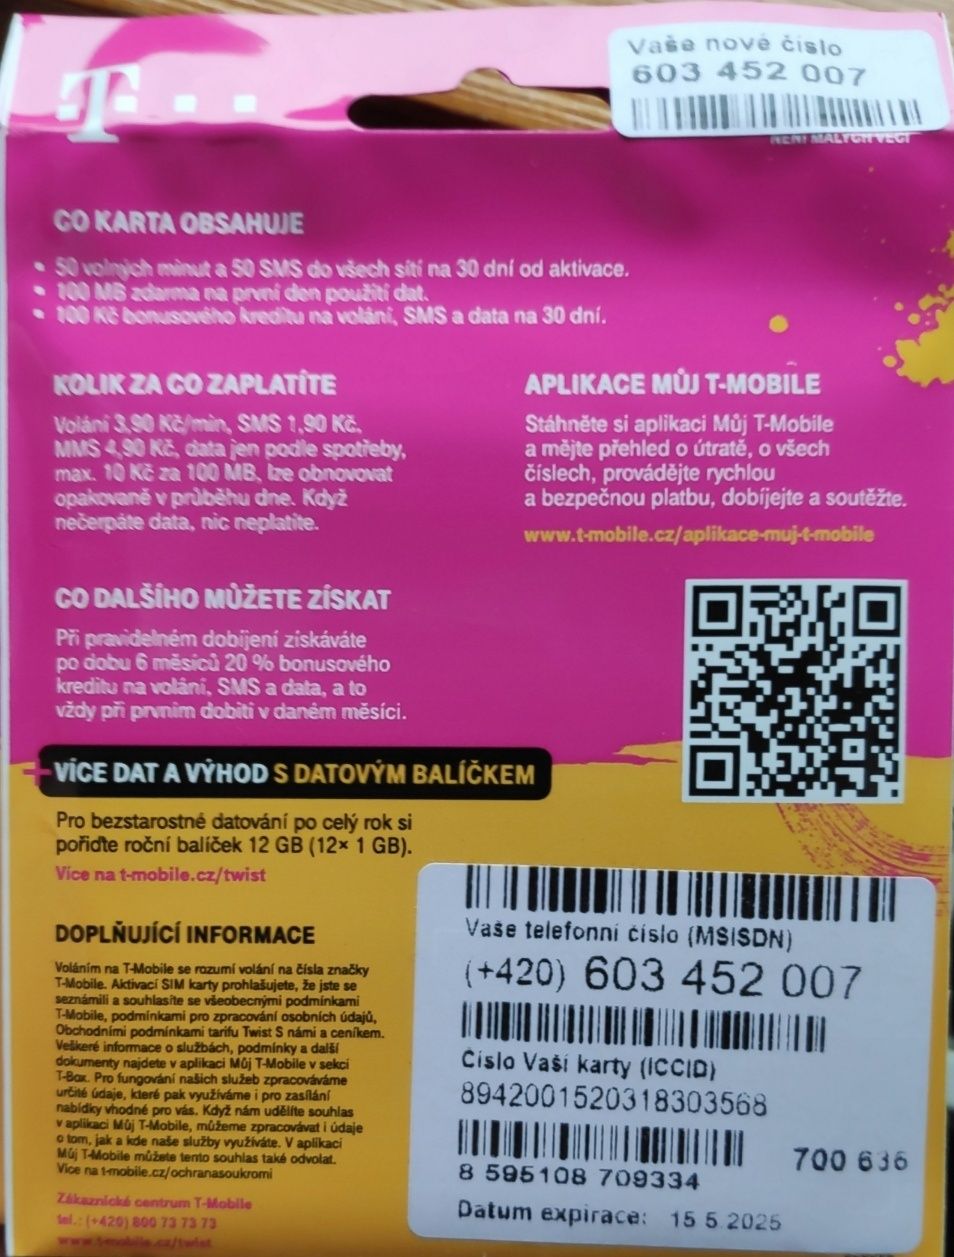 Vaše nové číslo
603 452 007
T
NENÍ MALÝCH VĚCÍ
CO KARTA OBSAHUJE
• 50 volných minut a 50 SMS do všech sítí na 30 dní od aktivace.
• 100 MB zdarma na první den použití dat.
• 100 Kč bonusového kreditu na volání, SMS a data na 30 dní.
KOLIK ZA CO ZAPLATÍTE
Volání 3,90 Kč/min, SMS 1,90 Kč,
MMS 4,90 Kč, data jen podle spotřeby,
max. 10 Kč za 100 MB, lze obnovovat
opakovaně v průběhu dne. Když
nečerpáte data, nic neplatíte.
APLIKACE MŮJ T-MOBILE
Stáhněte si aplikaci Můj T-Mobile
a mějte přehled o útratě, o všech
číslech, provádějte rychlou
a bezpečnou platbu, dobíjejte a soutěžte.
www.t-mobile.cz/aplikace-muj-t-mobile
CO DALŠÍHO MŮŽETE ZÍSKAT
Při pravidelném dobíjení získáváte
po dobu 6 měsíců 20 % bonusového
kreditu na volání, SMS a data, a to
vždy při prvním dobití v daném měsíci.
+ VÍCE DAT A VÝHOD S DATOVÝM BALÍČKEM
Pro bezstarostné datování po celý rok si
pořiďte roční balíček 12 GB (12× 1 GB).
Více na t-mobile.cz/twist
DOPLŇUJÍCÍ INFORMACE
Voláním na T-Mobile se rozumí volání na čísla značky
T-Mobile. Aktivací SIM karty prohlašujete, že jste se
seznámili a souhlasíte se všeobecnými podmínkami
T-Mobile, podmínkami pro zpracování osobních údajů,
Obchodními podmínkami tarifu Twist S námi a ceníkem.
Veškeré informace o službách, podmínky a další
dokumenty najdete v aplikaci Můj T-Mobile v sekci
T-Box. Pro fungování našich služeb zpracováváme
určité údaje, které pak využíváme i pro zasílání
nabídky vhodné pro vás. Když nám udělíte souhlas
v aplikaci Můj T-Mobile, můžeme zpracovávat i údaje
o tom, jak a kde naše služby využíváte. V aplikaci
Můj T-Mobile můžete tento souhlas také odvolat.
Více na t-mobile.cz/ochranasoukromi
Zákaznické centrum T-Mobile
tel.: (+420) 800 73 73 73
www.t-mobile.cz/twist
Vaše telefonní číslo (MSISDN)
(+420) 603 452 007
Číslo Vaší karty (ICCID)
8942001520318303568
8 595108 709334
700 636
Datum expirace: 15.5.2025